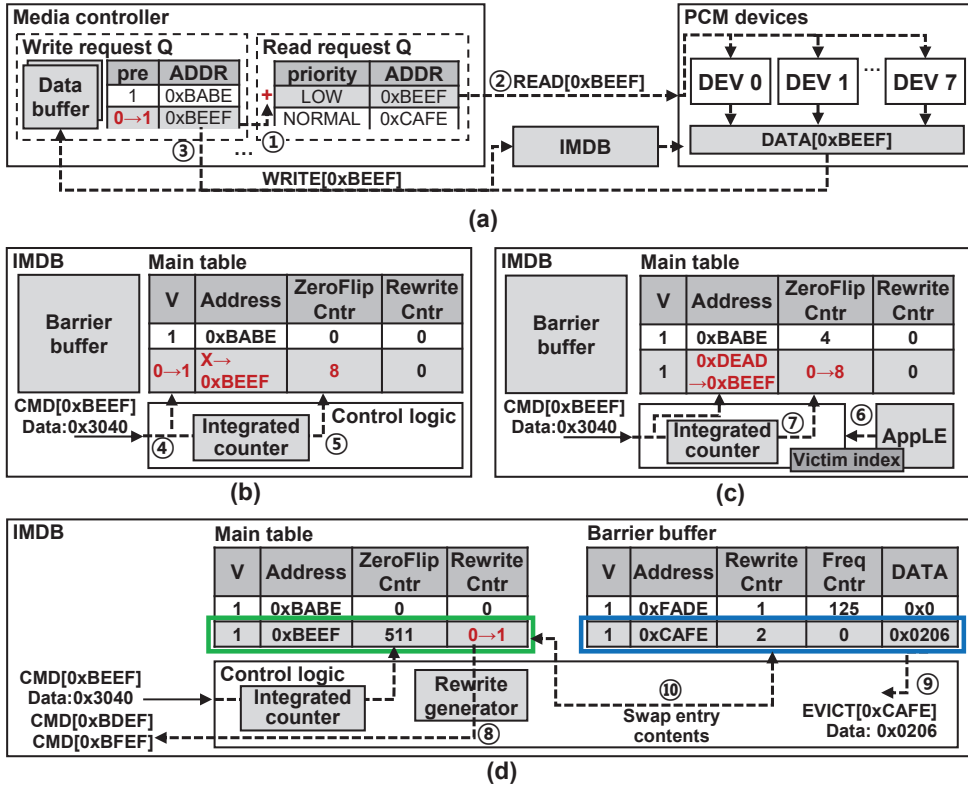 Media controller
Write request Q
Data buffer
pre ADDR
1 0xBABE
0→1 0xBEEF
③
...
Read request Q
priority ADDR
+ LOW 0xBEEF
NORMAL 0xCAFE
①
②READ[0xBEEF]
WRITE[0xBEEF]
IMDB
PCM devices
DEV 0 DEV 1 ... DEV 7
DATA[0xBEEF]
(a)
IMDB
Barrier buffer
Main table
V Address ZeroFlip Cntr Rewrite Cntr
1 0xBABE 0 0
0→1 X→0xBEEF 8 0
CMD[0xBEEF]
Data:0x3040
④
Integrated counter
⑤
Control logic
(b)
IMDB
Barrier buffer
Main table
V Address ZeroFlip Cntr Rewrite Cntr
1 0xBABE 4 0
1 0xDEAD→0xBEEF 0→8 0
CMD[0xBEEF]
Data:0x3040
Integrated counter
⑦
⑥
AppLE
Victim index
(c)
IMDB
Main table
V Address ZeroFlip Cntr Rewrite Cntr
1 0xBABE 0 0
1 0xBEEF 511 0→1
Barrier buffer
V Address Rewrite Cntr Freq Cntr DATA
1 0xFADE 1 125 0x0
1 0xCAFE 2 0 0x0206
CMD[0xBEEF]
Data:0x3040
CMD[0xBDEF]
CMD[0xBFEF]
Control logic
Integrated counter
Rewrite generator
⑧
⑩
Swap entry contents
⑨
EVICT[0xCAFE]
Data: 0x0206
(d)